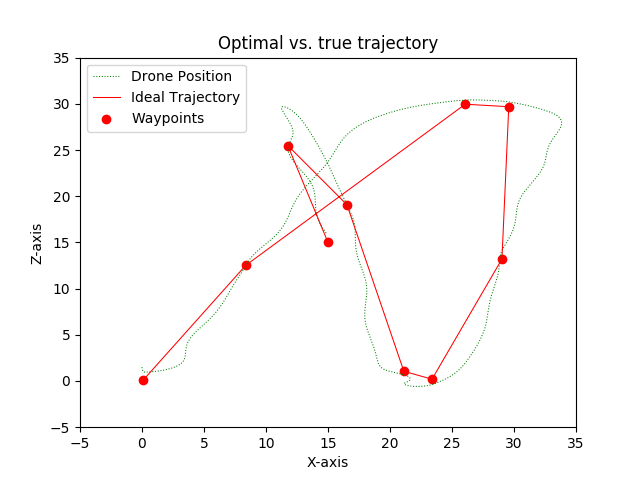 Optimal vs. true trajectory
Drone Position
Ideal Trajectory
Waypoints
35
30
25
20
15
10
5
0
−5
Z-axis
−5 0 5 10 15 20 25 30 35
X-axis